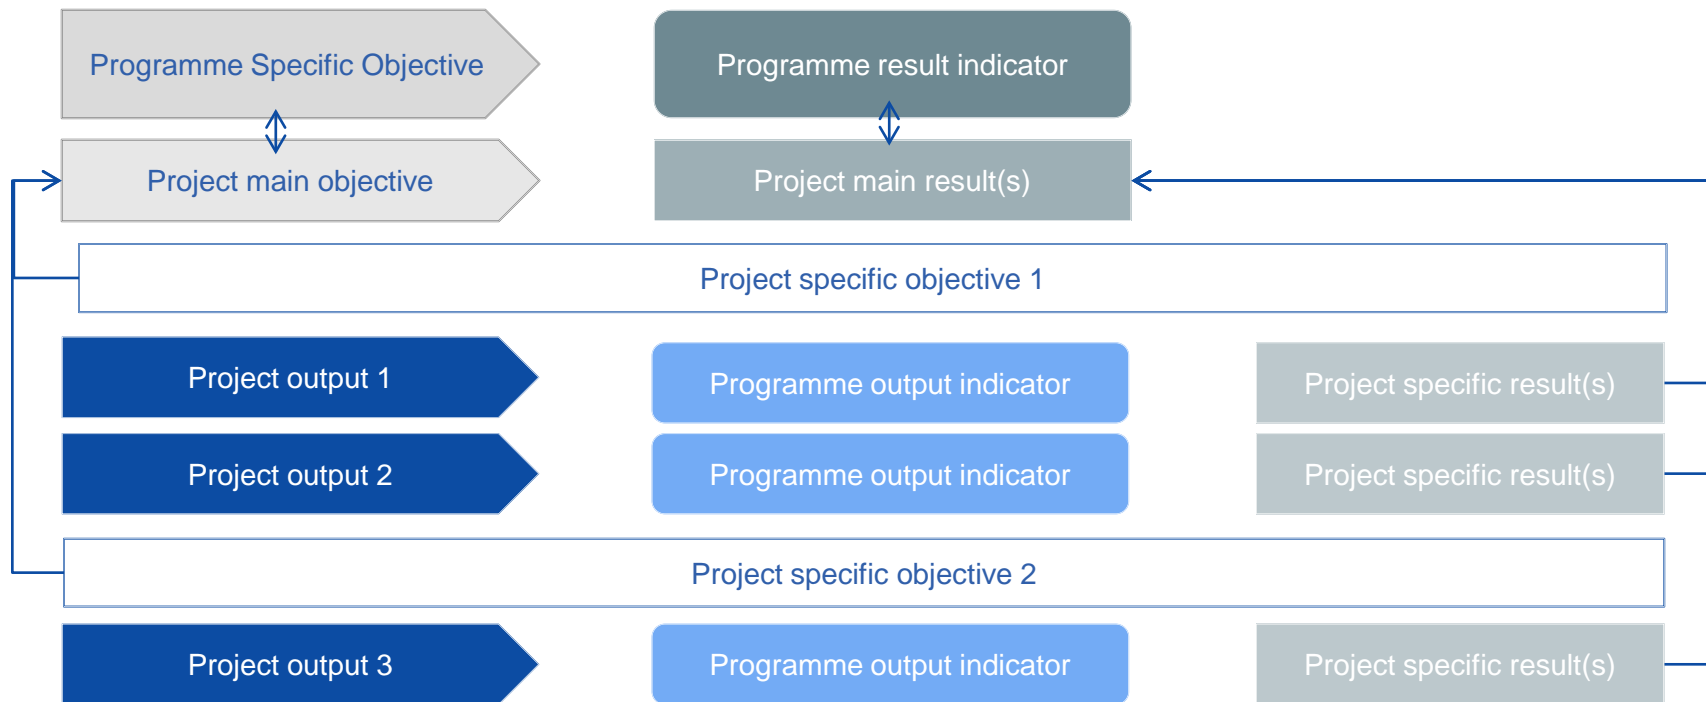 Programme Specific Objective
Programme result indicator
Project main objective
Project main result(s)
Project specific objective 1
Project output 1
Programme output indicator
Project specific result(s)
Project output 2
Programme output indicator
Project specific result(s)
Project specific objective 2
Project output 3
Programme output indicator
Project specific result(s)